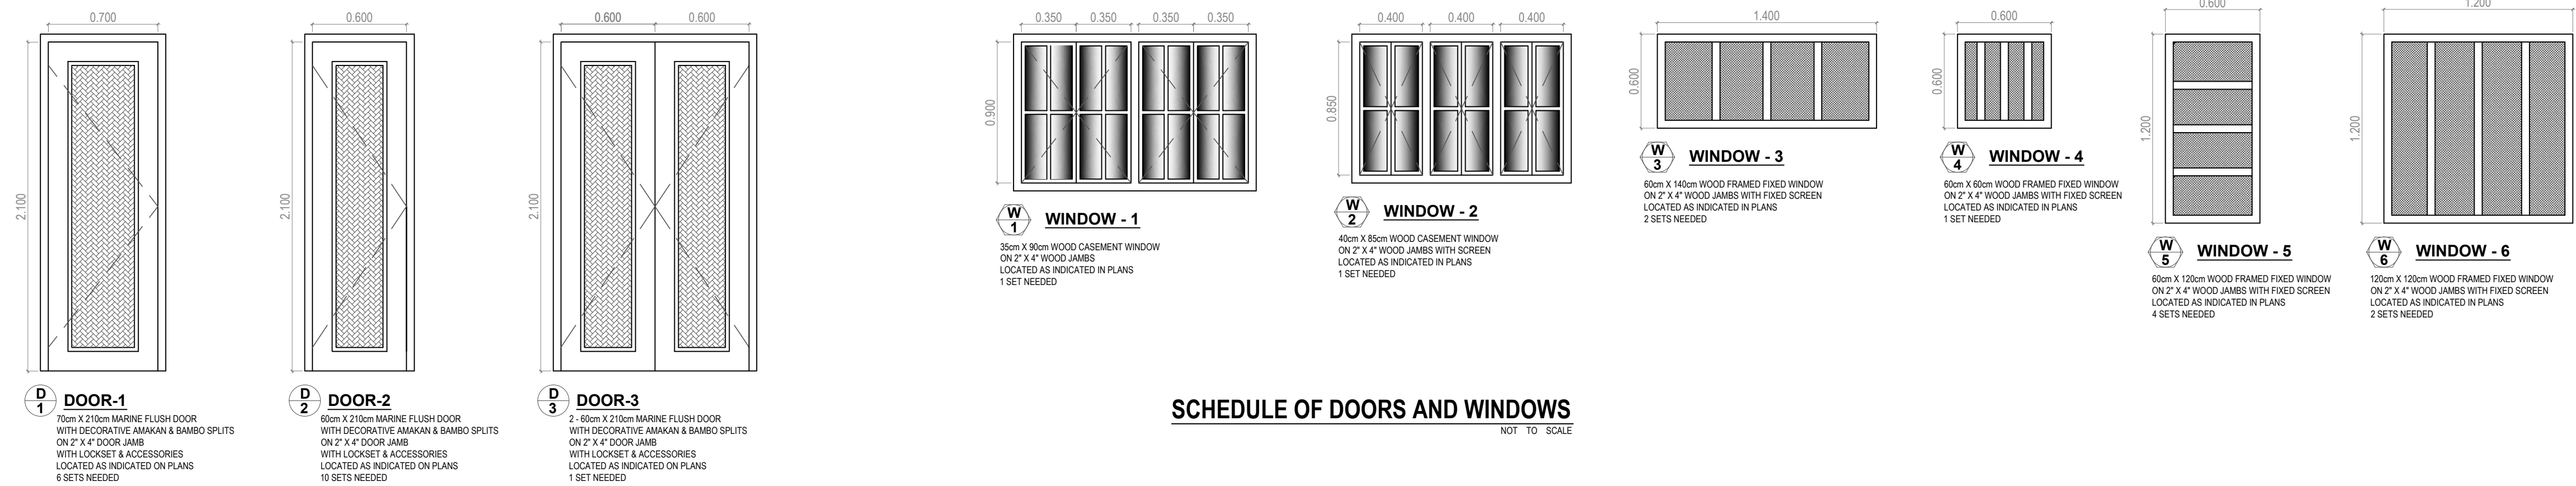 0.700
2.100
D
1
DOOR-1
70cm X 210cm MARINE FLUSH DOOR
WITH DECORATIVE AMAKAN & BAMBO SPLITS
ON 2" X 4" DOOR JAMB
WITH LOCKSET & ACCESSORIES
LOCATED AS INDICATED ON PLANS
6 SETS NEEDED
0.600
2.100
D
2
DOOR-2
60cm X 210cm MARINE FLUSH DOOR
WITH DECORATIVE AMAKAN & BAMBO SPLITS
ON 2" X 4" DOOR JAMB
WITH LOCKSET & ACCESSORIES
LOCATED AS INDICATED ON PLANS
10 SETS NEEDED
0.600 0.600
2.100
D
3
DOOR-3
2 - 60cm X 210cm MARINE FLUSH DOOR
WITH DECORATIVE AMAKAN & BAMBO SPLITS
ON 2" X 4" DOOR JAMB
WITH LOCKSET & ACCESSORIES
LOCATED AS INDICATED ON PLANS
1 SET NEEDED
0.350 0.350 0.350 0.350
0.900
W
1
WINDOW - 1
35cm X 90cm WOOD CASEMENT WINDOW
ON 2" X 4" WOOD JAMBS
LOCATED AS INDICATED IN PLANS
1 SET NEEDED
0.400 0.400 0.400
0.850
W
2
WINDOW - 2
40cm X 85cm WOOD CASEMENT WINDOW
ON 2" X 4" WOOD JAMBS WITH SCREEN
LOCATED AS INDICATED IN PLANS
1 SET NEEDED
1.400
0.600
W
3
WINDOW - 3
60cm X 140cm WOOD FRAMED FIXED WINDOW
ON 2" X 4" WOOD JAMBS WITH FIXED SCREEN
LOCATED AS INDICATED IN PLANS
2 SETS NEEDED
0.600
0.600
W
4
WINDOW - 4
60cm X 60cm WOOD FRAMED FIXED WINDOW
ON 2" X 4" WOOD JAMBS WITH FIXED SCREEN
LOCATED AS INDICATED IN PLANS
1 SET NEEDED
0.600
1.200
W
5
WINDOW - 5
60cm X 120cm WOOD FRAMED FIXED WINDOW
ON 2" X 4" WOOD JAMBS WITH FIXED SCREEN
LOCATED AS INDICATED IN PLANS
4 SETS NEEDED
1.200
1.200
W
6
WINDOW - 6
120cm X 120cm WOOD FRAMED FIXED WINDOW
ON 2" X 4" WOOD JAMBS WITH FIXED SCREEN
LOCATED AS INDICATED IN PLANS
2 SETS NEEDED
SCHEDULE OF DOORS AND WINDOWS
NOT TO SCALE